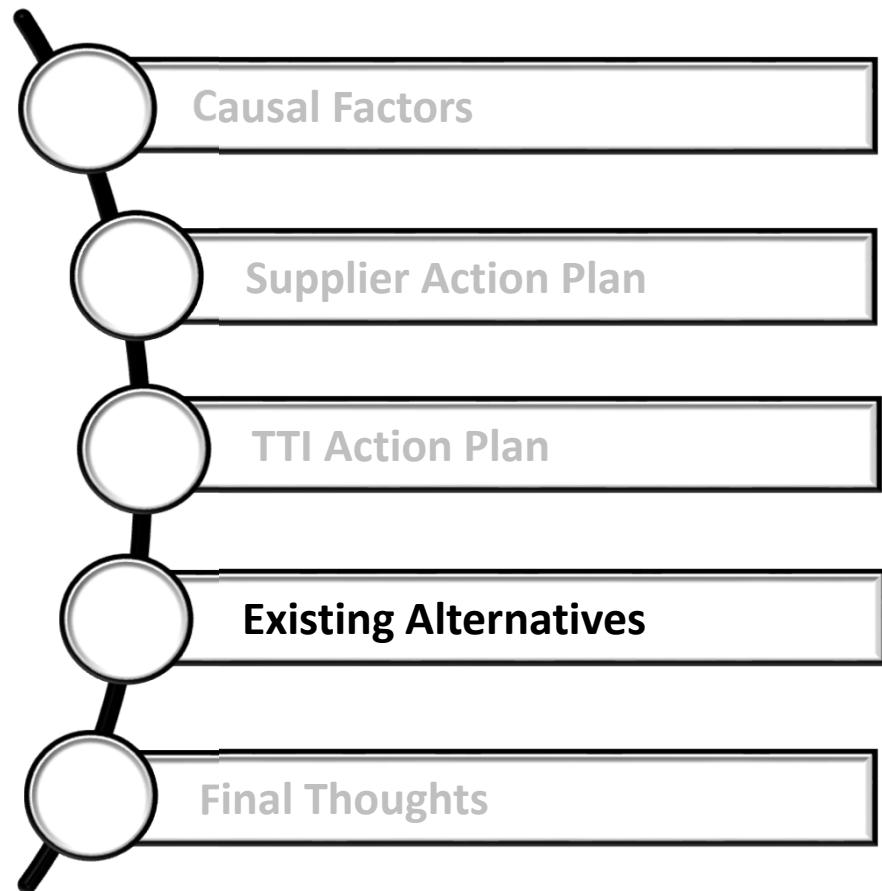 Causal Factors
Supplier Action Plan
TTI Action Plan
Existing Alternatives
Final Thoughts